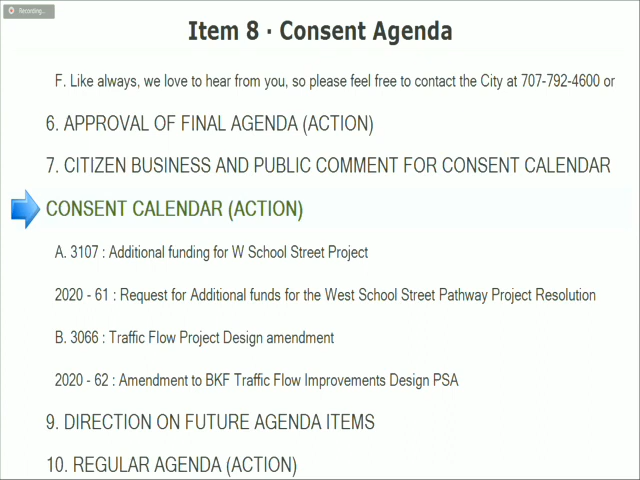 Recording...
Item 8 · Consent Agenda
F. Like always, we love to hear from you, so please feel free to contact the City at 707-792-4600 or
6. APPROVAL OF FINAL AGENDA (ACTION)
7. CITIZEN BUSINESS AND PUBLIC COMMENT FOR CONSENT CALENDAR
CONSENT CALENDAR (ACTION)
A. 3107 : Additional funding for W School Street Project
2020 - 61 : Request for Additional funds for the West School Street Pathway Project Resolution
B. 3066 : Traffic Flow Project Design amendment
2020 - 62 : Amendment to BKF Traffic Flow Improvements Design PSA
9. DIRECTION ON FUTURE AGENDA ITEMS
10. REGULAR AGENDA (ACTION)